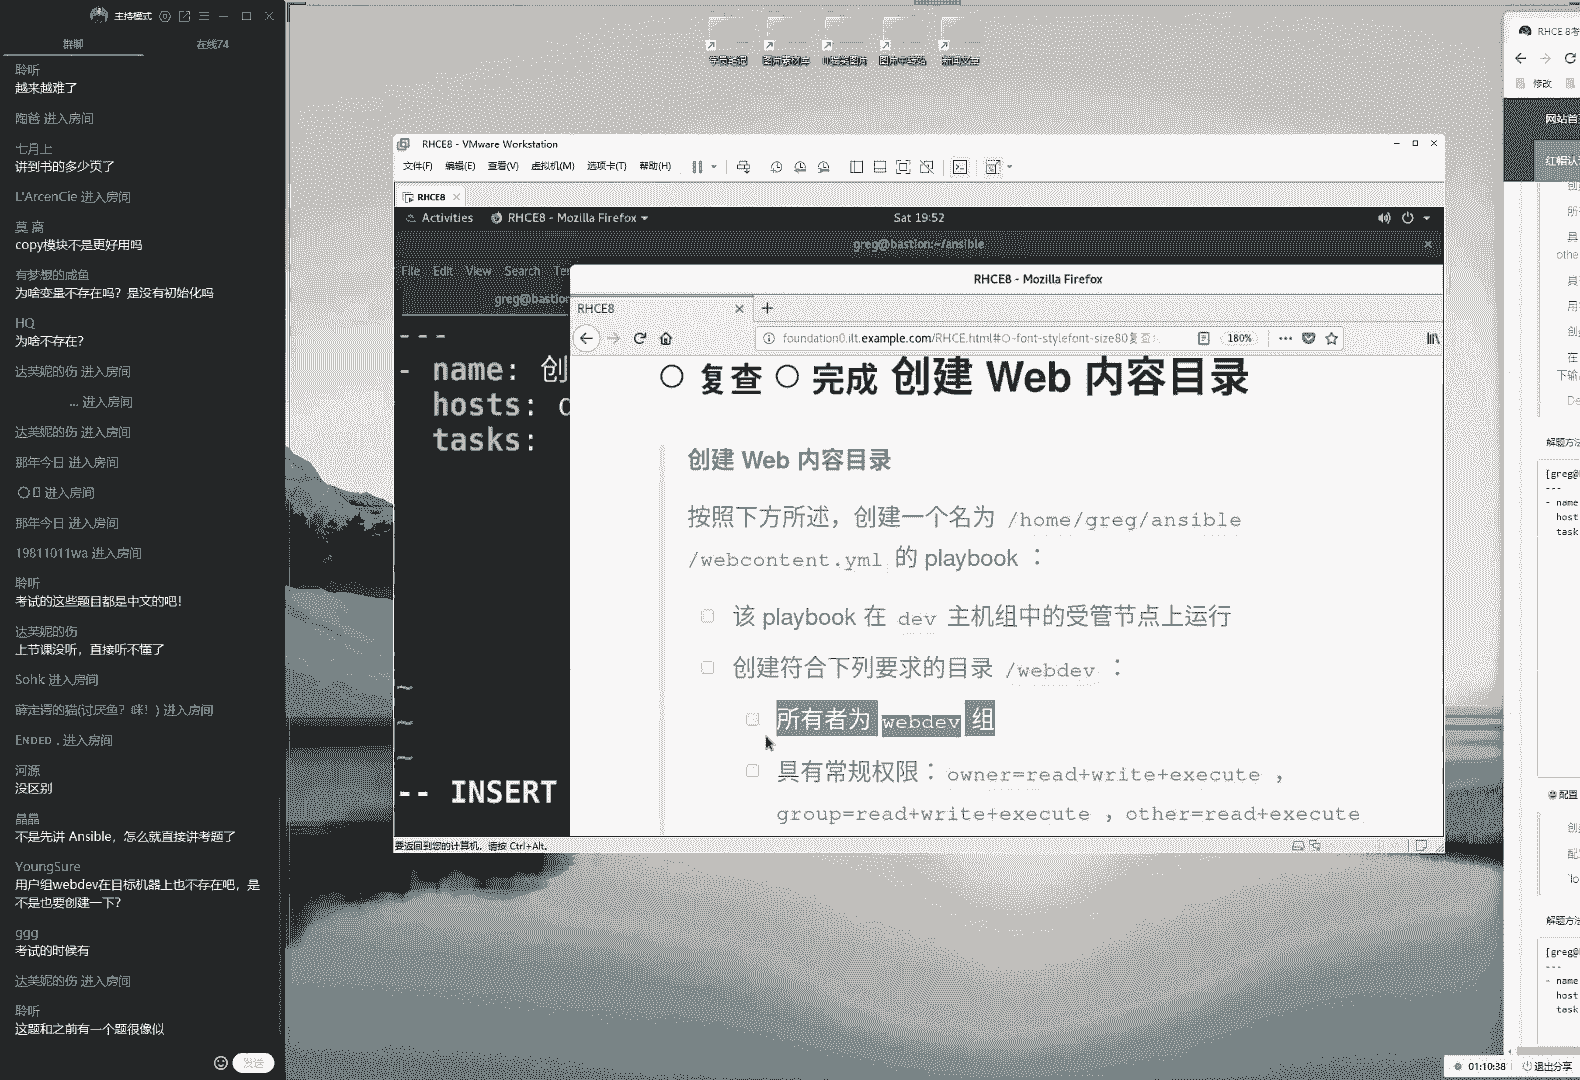 主持模式
群聊
在线74
聆听
越来越难了
陶爸 进入房间
七月上
讲到书的多少页了
L'ArcenCie 进入房间
莫 离
copy模块不是更好用吗
有梦想的咸鱼
为啥变量不存在吗？是没有初始化吗
HQ
为啥不存在？
达芙妮的伤 进入房间
... 进入房间
达芙妮的伤 进入房间
那年今日 进入房间
进入房间
那年今日 进入房间
19811011wa 进入房间
聆听
考试的这些题目都是中文的吧！
达芙妮的伤
上节课没听，直接听不懂了
Sohk 进入房间
薛定谔的猫(讨厌鱼？咪！) 进入房间
ENDED . 进入房间
河源
没区别
晶晶
不是先讲 Ansible，怎么就直接讲考题了
YoungSure
用户组webdev在目标机器上也不存在吧，是
不是也要创建一下？
ggg
考试的时候有
达芙妮的伤 进入房间
聆听
这题和之前有一个题很像似
发送
RHCE8 - VMware Workstation
文件(F) 编辑(E) 查看(V) 虚拟机(M) 选项卡(T) 帮助(H)
RHCE8
Activities RHCE8 - Mozilla Firefox Sat 19:52
greg@bastion:~/ansible
File Edit View Search Te
greg@bastion
RHCE8 - Mozilla Firefox
RHCE8
foundation0.ilt.example.com/RHCE.html#○-font-stylefont-size80复查
180%
---
- name: 创
hosts: d
tasks:
~
~
~
-- INSERT
复查 完成 创建 Web 内容目录
创建 Web 内容目录
按照下方所述，创建一个名为 /home/greg/ansible
/webcontent.yml 的 playbook ：
该 playbook 在 dev 主机组中的受管节点上运行
创建符合下列要求的目录 /webdev ：
所有者为 webdev 组
具有常规权限：owner=read+write+execute ，
group=read+write+execute ，other=read+execute
要返回到您的计算机，请按 Ctrl+Alt。
RHCE 8考
修改
网站首
红帽认
所
具
othe
具
用
创
在
下输
De
解题方法
[greg@
---
- name
host
task
配置
创
配
`lo
解题方法
[greg@
---
- name
host
task
01:10:38 退出分享